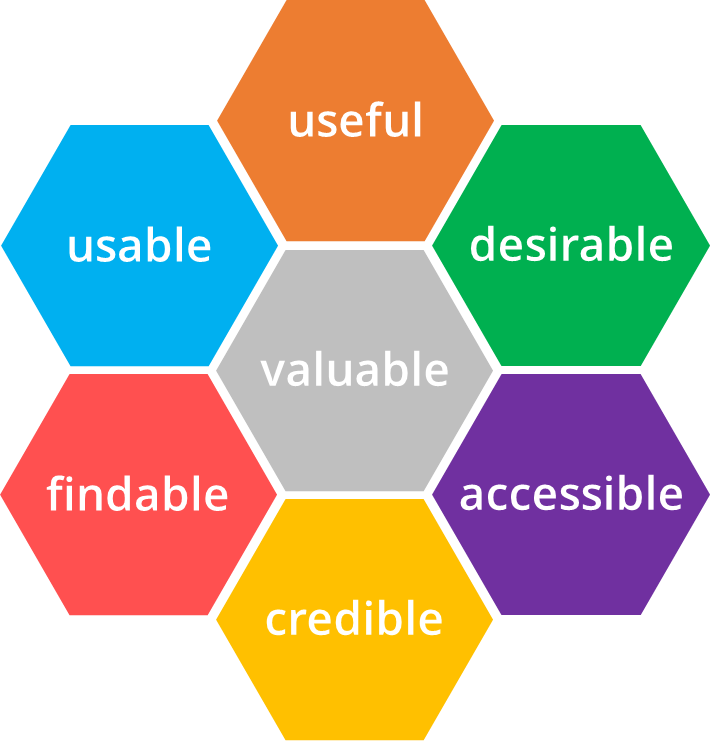 useful
usable
desirable
valuable
findable
accessible
credible